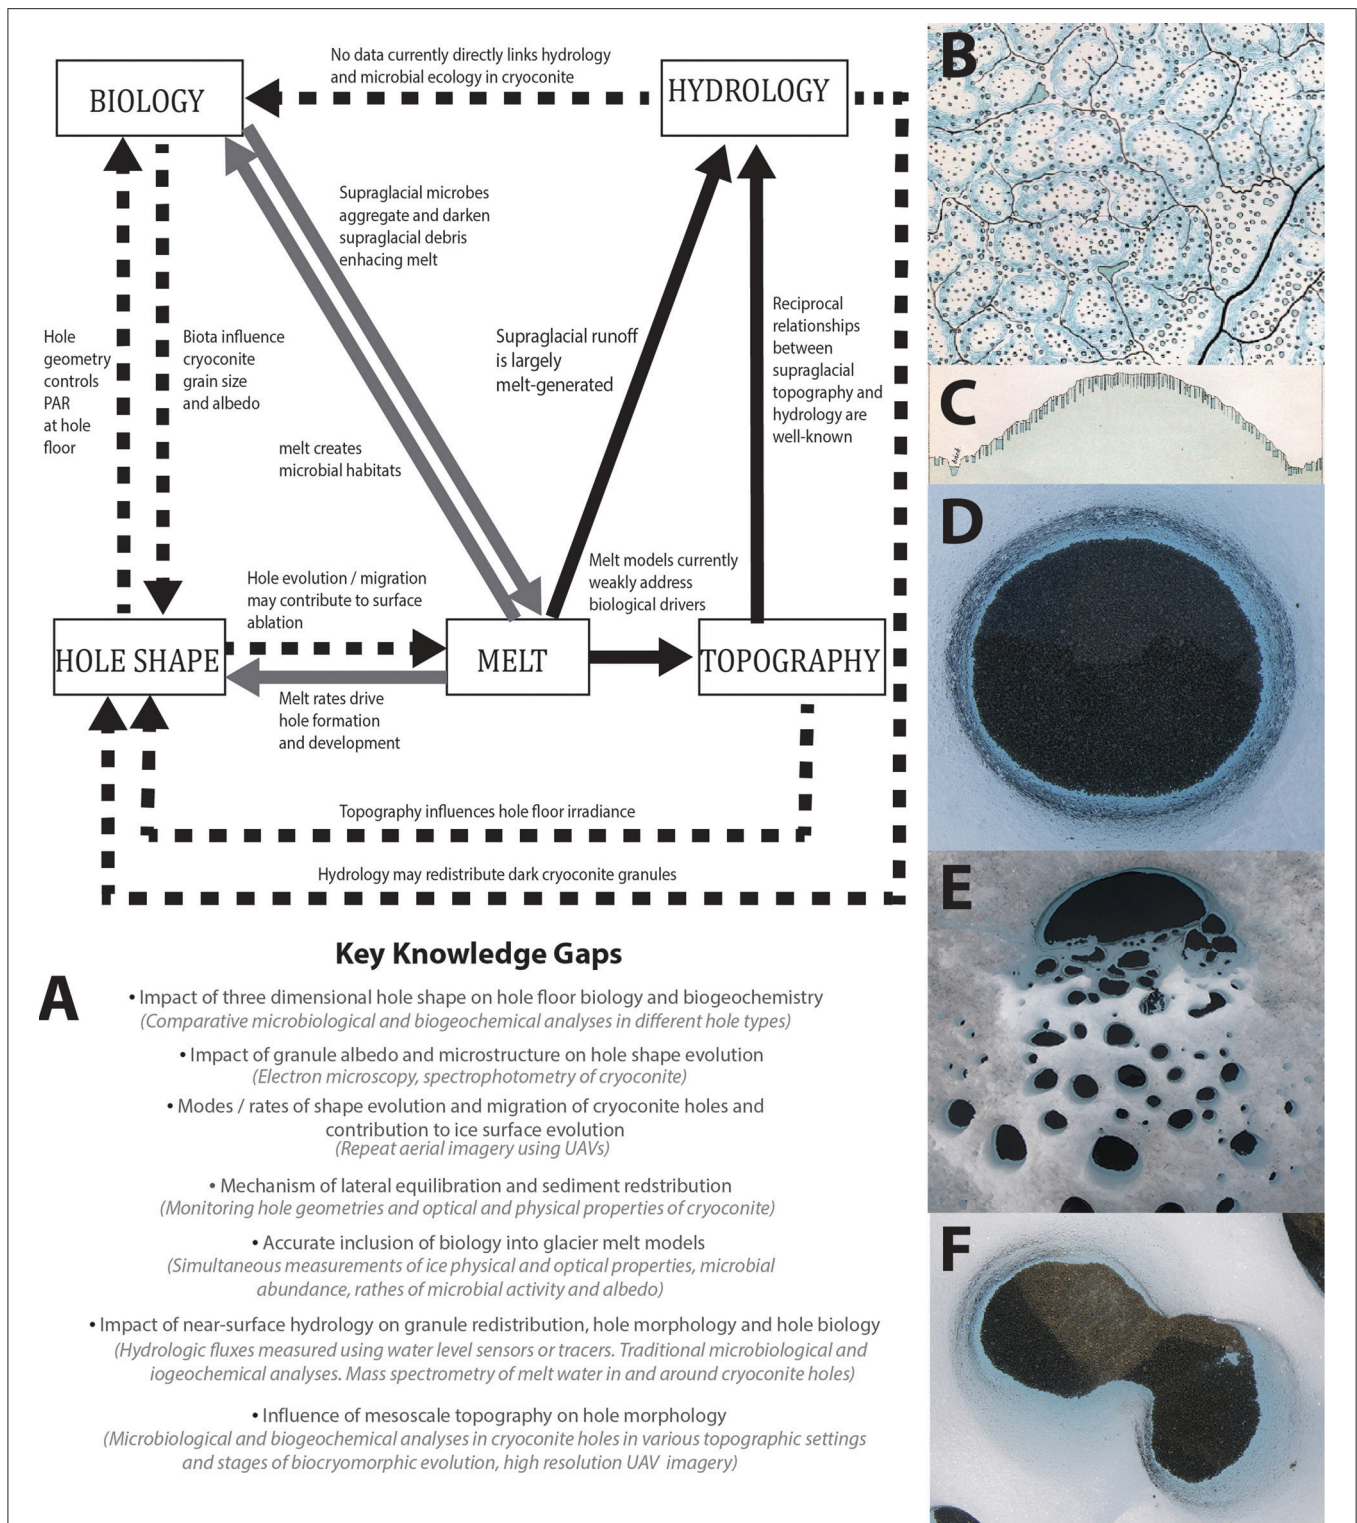 No data currently directly links hydrology
and microbial ecology in cryoconite
BIOLOGY
HYDROLOGY
Supraglacial microbes
aggregate and darken
supraglacial debris
enhacing melt
Hole
geometry
controls
PAR
at hole
floor
Biota influence
cryoconite
grain size
and albedo
Supraglacial runoff
is largely
melt-generated
Reciprocal
relationships
between
supraglacial
topography and
hydrology are
well-known
melt creates
microbial habitats
Hole evolution / migration
may contribute to surface
ablation
Melt models currently
weakly address
biological drivers
HOLE SHAPE
MELT
TOPOGRAPHY
Melt rates drive
hole formation
and development
Topography influences hole floor irradiance
Hydrology may redistribute dark cryoconite granules
Key Knowledge Gaps
A
• Impact of three dimensional hole shape on hole floor biology and biogeochemistry
(Comparative microbiological and biogeochemical analyses in different hole types)
• Impact of granule albedo and microstructure on hole shape evolution
(Electron microscopy, spectrophotometry of cryoconite)
• Modes / rates of shape evolution and migration of cryoconite holes and
contribution to ice surface evolution
(Repeat aerial imagery using UAVs)
• Mechanism of lateral equilibration and sediment redstribution
(Monitoring hole geometries and optical and physical properties of cryoconite)
• Accurate inclusion of biology into glacier melt models
(Simultaneous measurements of ice physical and optical properties, microbial
abundance, rathes of microbial activity and albedo)
• Impact of near-surface hydrology on granule redistribution, hole morphology and hole biology
(Hydrologic fluxes measured using water level sensors or tracers. Traditional microbiological and
iogeochemical analyses. Mass spectrometry of melt water in and around cryoconite holes)
• Influence of mesoscale topography on hole morphology
(Microbiological and biogeochemical analyses in cryoconite holes in various topographic settings
and stages of biocryomorphic evolution, high resolution UAV imagery)
B
C
D
E
F